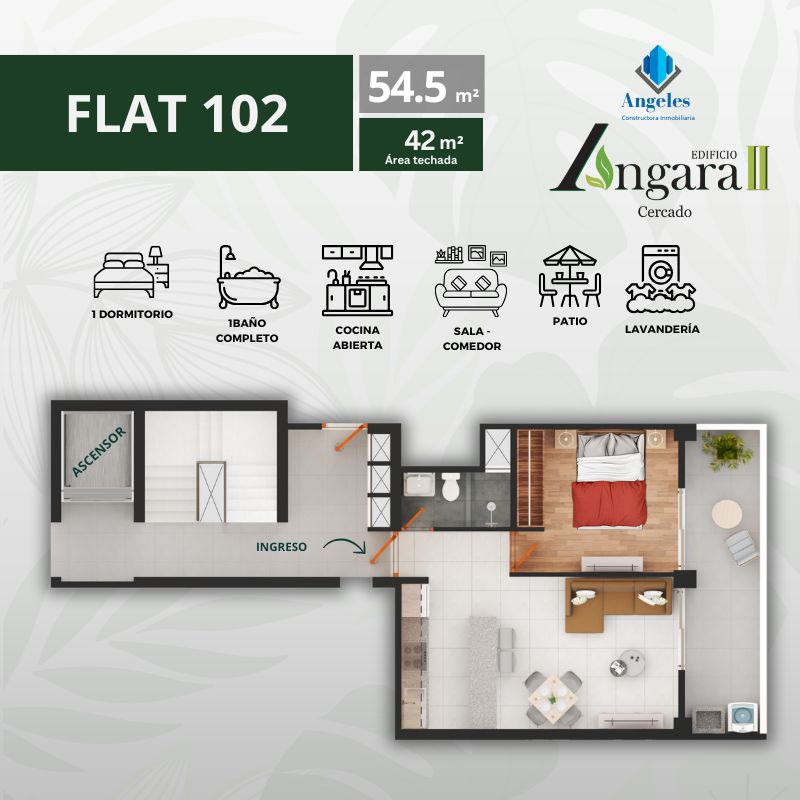 FLAT 102
54.5 m²
42 m²
Área techada
Angeles
Constructora Inmobiliaria
EDIFICIO
Angara II
Cercado
1 DORMITORIO
1BAÑO
COMPLETO
COCINA
ABIERTA
SALA -
COMEDOR
PATIO
LAVANDERÍA
ASCENSOR
INGRESO